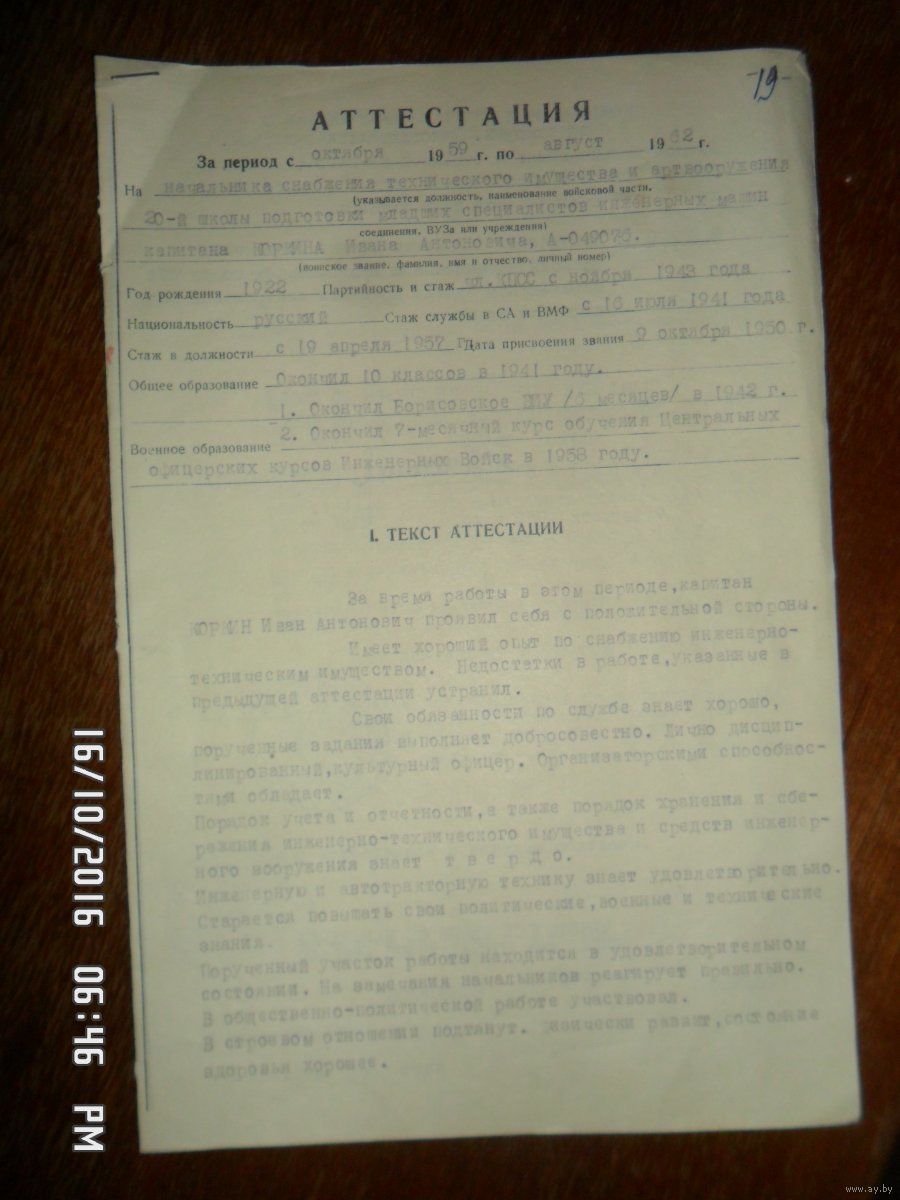 19-
АТТЕСТАЦИЯ
За период с октября 1959 г. по август 1962 г.
На начальника снабжения технического имущества и артвооружения
(указывается должность, наименование войсковой части,
20-й школы подготовки младших специалистов инженерных машин
соединения, ВУЗа или учреждения)
капитана КОРЖИНА Ивана Антоновича, А-049076.
(воинское звание, фамилия, имя и отчество, личный номер)
Год рождения 1922 Партийность и стаж чл.КПСС с ноября 1943 года
Национальность русский Стаж службы в СА и ВМФ с 16 июля 1941 года
Стаж в должности с 19 апреля 1957 г. Дата присвоения звания 9 октября 1950 г.
Общее образование Окончил 10 классов в 1941 году.
1. Окончил Борисовское ВИУ /6 месяцев/ в 1942 г.
2. Окончил 7-месячный курс обучения Центральных
Военное образование
офицерских курсов Инженерных Войск в 1958 году.
I. ТЕКСТ АТТЕСТАЦИИ
За время работы в этом периоде,капитан
КОРЖИН Иван Антонович проявил себя с положительной стороны.
Имеет хороший опыт по снабжению инженерно-
техническим имуществом. Недостатки в работе,указанные в
предыдущей аттестации устранил.
Свои обязанности по службе знает хорошо,
порученные задания выполняет добросовестно. Лично дисцип-
линированный,культурный офицер. Организаторскими способнос-
тями обладает.
Порядок учета и отчетности,а также порядок хранения и сбе-
режения инженерно-технического имущества и средств инженер-
ного вооружения знает т в е р д о.
Инженерную и автотракторную технику знает удовлетворительно.
Старается повышать свои политические,военные и технические
знания.
Порученный участок работы находится в удовлетворительном
состоянии. На замечания начальников реагирует правильно.
В общественно-политической работе участвовал.
В строевом отношении подтянут. Физически развит,состояние
здоровья хорошее.
16/10/2016 06:46 PM
www.ay.by